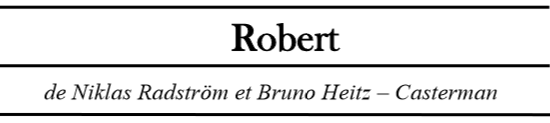 Robert
de Niklas Radström et Bruno Heitz – Casterman